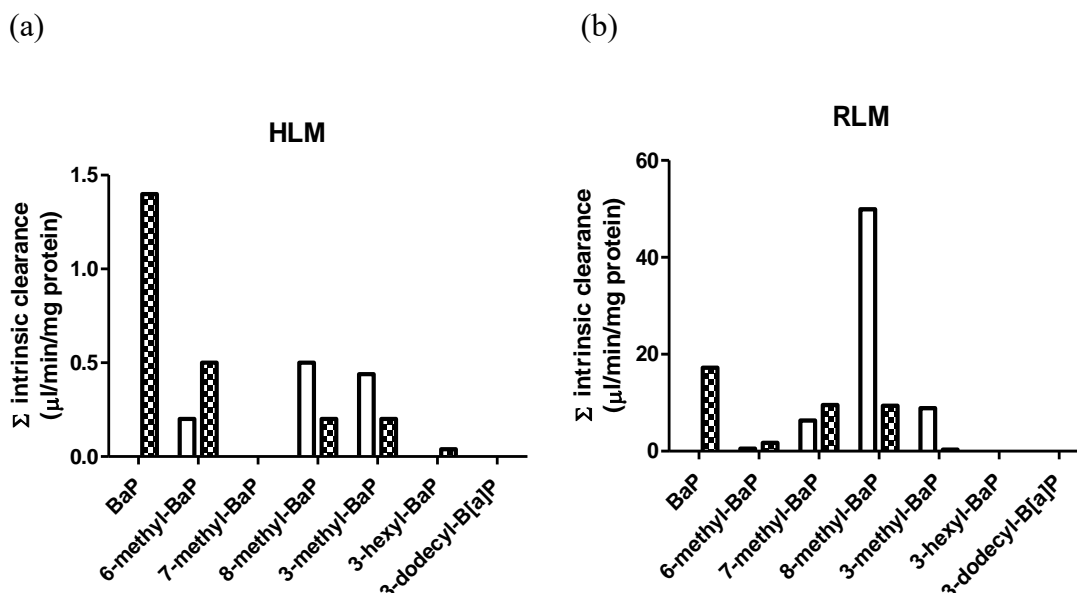 (a)
HLM
Σ intrinsic clearance
(µl/min/mg protein)
1.5
1.0
0.5
0.0
BaP
6-methyl-BaP
7-methyl-BaP
8-methyl-BaP
3-methyl-BaP
3-hexyl-BaP
3-dodecyl-B[a]P
(b)
RLM
Σ intrinsic clearance
(µl/min/mg protein)
60
40
20
0
BaP
6-methyl-BaP
7-methyl-BaP
8-methyl-BaP
3-methyl-BaP
3-hexyl-BaP
3-dodecyl-B[a]P